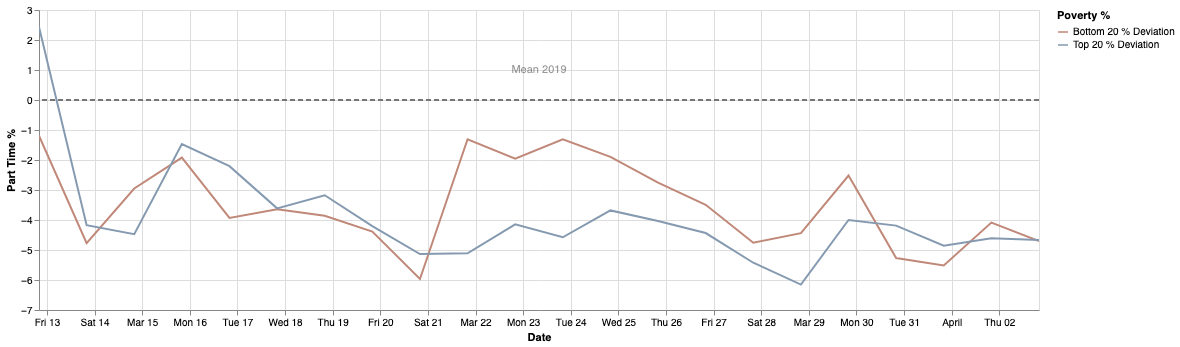 3
2
1
0
−1
−2
−3
−4
−5
−6
−7
Part Time %
Mean 2019
Fri 13 Sat 14 Mar 15 Mon 16 Tue 17 Wed 18 Thu 19 Fri 20 Sat 21 Mar 22 Mon 23 Tue 24 Wed 25 Thu 26 Fri 27 Sat 28 Mar 29 Mon 30 Tue 31 April Thu 02
Date
Poverty %
Bottom 20 % Deviation
Top 20 % Deviation